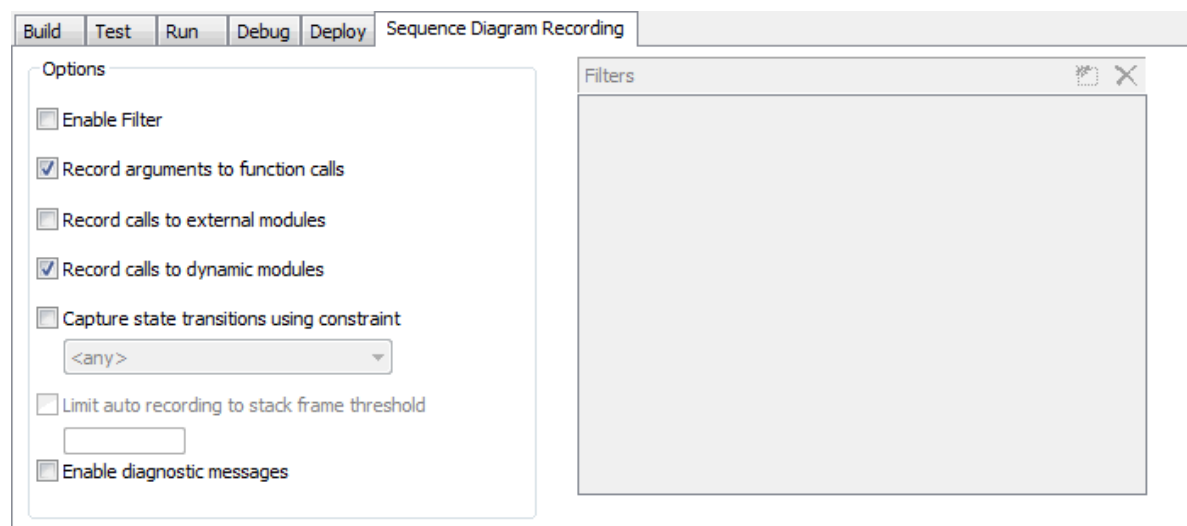 Build Test Run Debug Deploy Sequence Diagram Recording
Options
Filters
Enable Filter
Record arguments to function calls
Record calls to external modules
Record calls to dynamic modules
Capture state transitions using constraint
<any>
Limit auto recording to stack frame threshold
Enable diagnostic messages